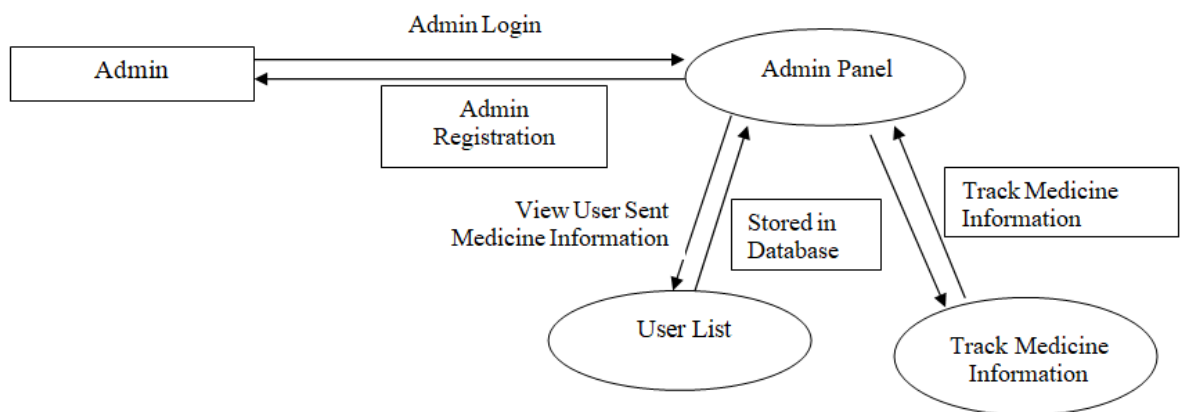 Admin Login
Admin
Admin Panel
Admin
Registration
View User Sent
Medicine Information
Stored in
Database
Track Medicine
Information
User List
Track Medicine
Information